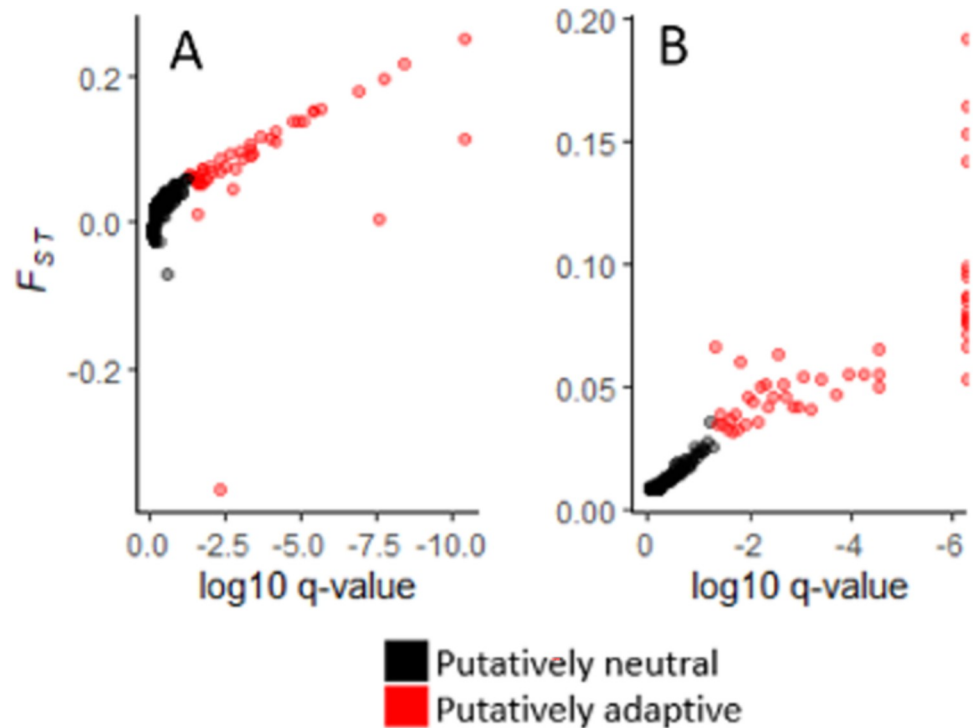 A
B
F_ST
0.2
0.0
-0.2
0.20
0.15
0.10
0.05
0.00
0.0 -2.5 -5.0 -7.5 -10.0
0 -2 -4 -6
log10 q-value
log10 q-value
Putatively neutral
Putatively adaptive